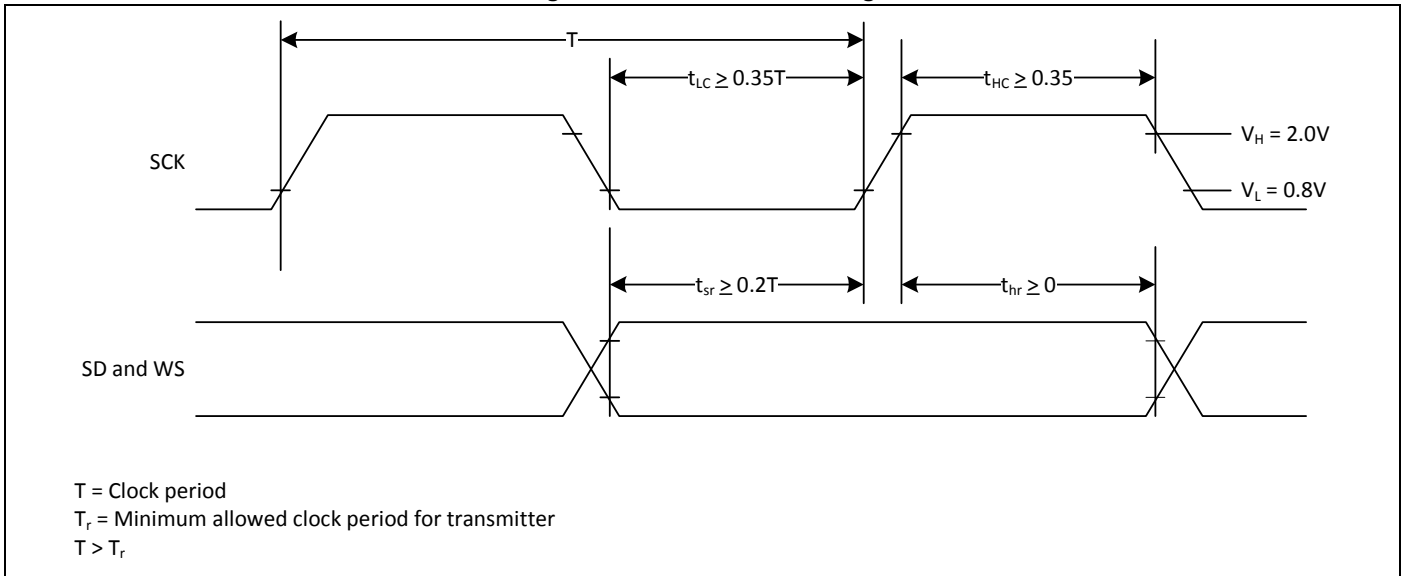 T
t_LC ≥ 0.35T
t_HC ≥ 0.35
V_H = 2.0V
SCK
V_L = 0.8V
t_sr ≥ 0.2T
t_hr ≥ 0
SD and WS
T = Clock period
T_r = Minimum allowed clock period for transmitter
T > T_r